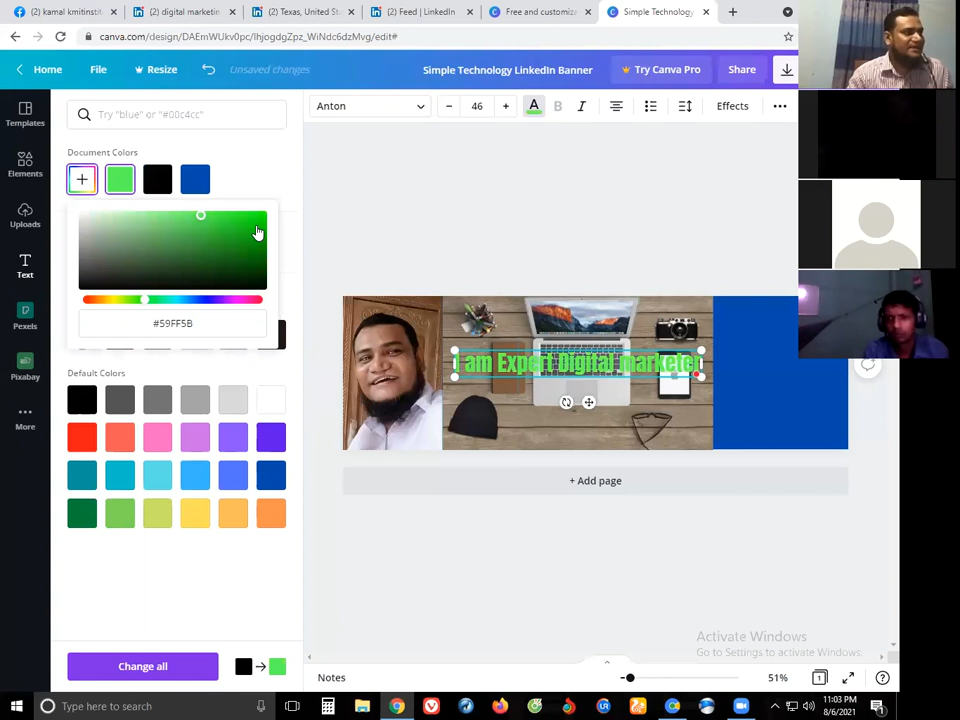 (2) kamal kmitinstitu
(2) digital marketin
(2) Texas, United St
(2) Feed | LinkedIn
Free and customiza
Simple Technology
canva.com/design/DAEmWUkv0pc/IhjogdgZpz_WiNdc6dzMvg/edit#
Home
File
Resize
Unsaved changes
Simple Technology LinkedIn Banner
Try Canva Pro
Share
Templates
Elements
Uploads
Text
Pexels
Pixabay
More
Try "blue" or "#00c4cc"
Anton
46
A
B
I
Effects
Document Colors
#59FF5B
Default Colors
I am Expert Digital marketer
+ Add page
Change all
Activate Windows
Go to Settings to activate Windows.
Notes
51%
1
Type here to search
11:03 PM
8/6/2021